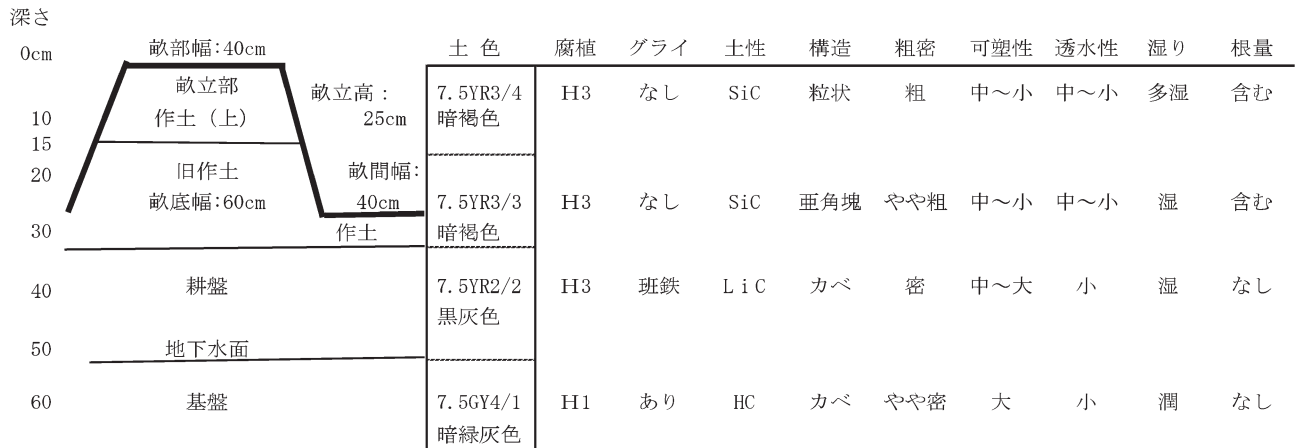 深さ
0cm 畝部幅:40cm 土 色 腐植 グライ 土性 構造 粗密 可塑性 透水性 湿り 根量
畝立部 畝立高: 7.5YR3/4 H3 なし SiC 粒状 粗 中～小 中～小 多湿 含む
10 作土（上） 25cm 暗褐色
15
20 旧作土 畝間幅:
畝底幅:60cm 40cm 7.5YR3/3 H3 なし SiC 亜角塊 やや粗 中～小 中～小 湿 含む
30 作土 暗褐色
40 耕盤 7.5YR2/2 H3 班鉄 LiC カベ 密 中～大 小 湿 なし
黒灰色
50 地下水面
60 基盤 7.5GY4/1 H1 あり HC カベ やや密 大 小 潤 なし
暗緑灰色